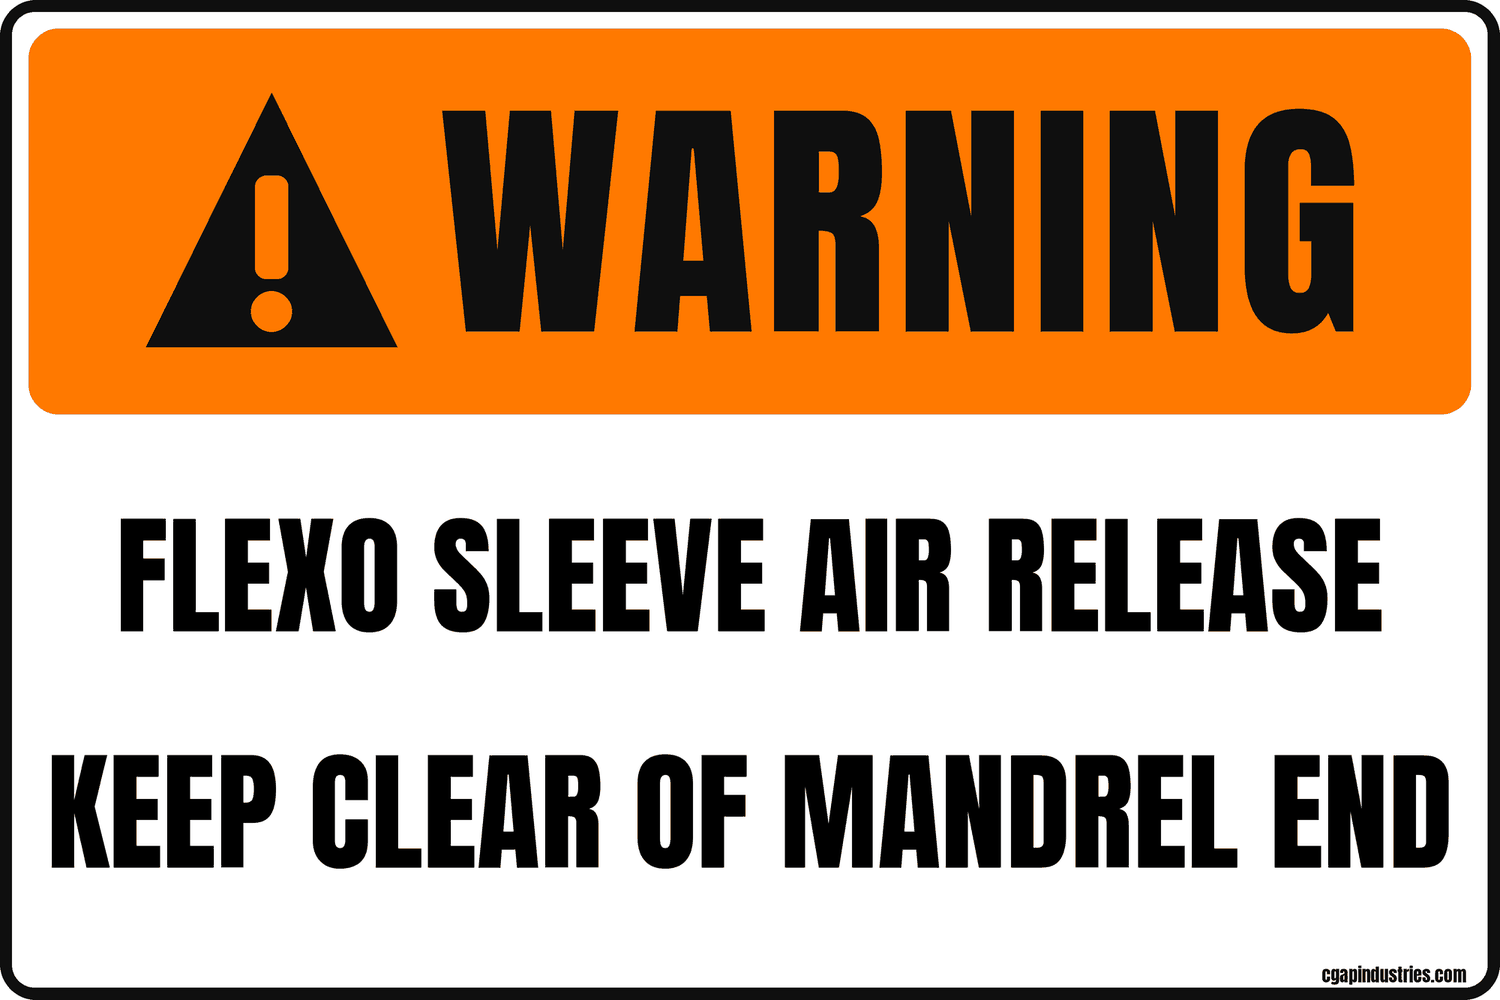 WARNING
FLEXO SLEEVE AIR RELEASE
KEEP CLEAR OF MANDREL END
cgapindustries.com